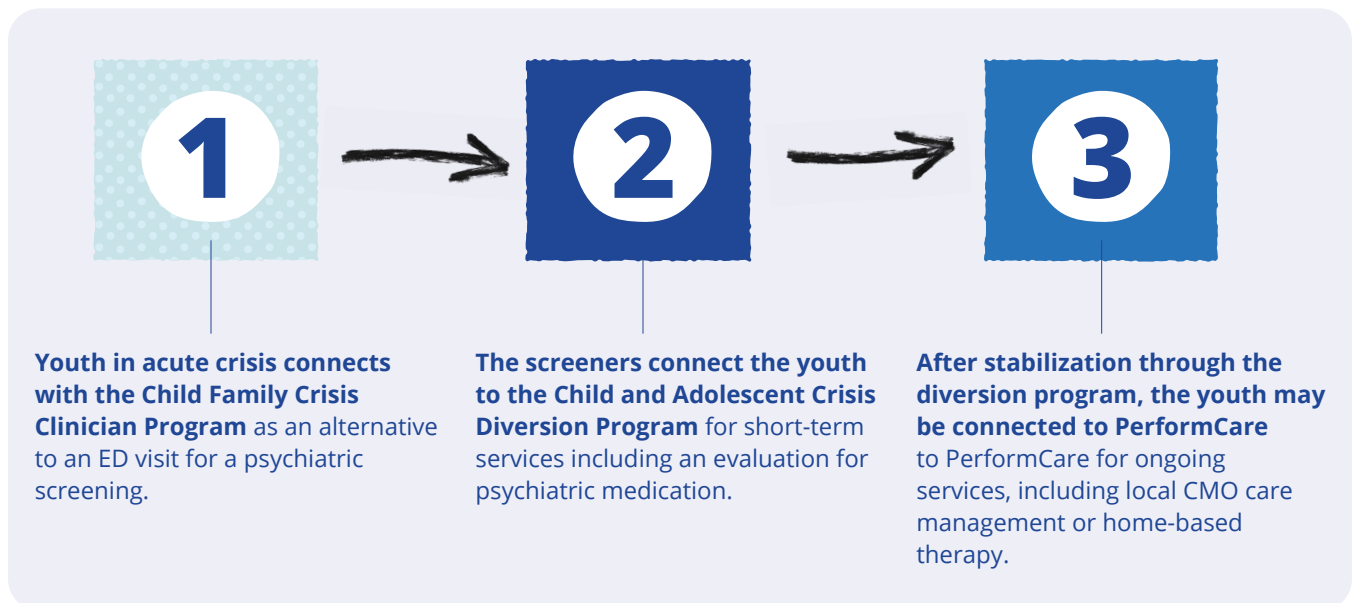 1
2
3
Youth in acute crisis connects
with the Child Family Crisis
Clinician Program as an alternative
to an ED visit for a psychiatric
screening.
The screeners connect the youth
to the Child and Adolescent Crisis
Diversion Program for short-term
services including an evaluation for
psychiatric medication.
After stabilization through the
diversion program, the youth may
be connected to PerformCare
to PerformCare for ongoing
services, including local CMO care
management or home-based
therapy.